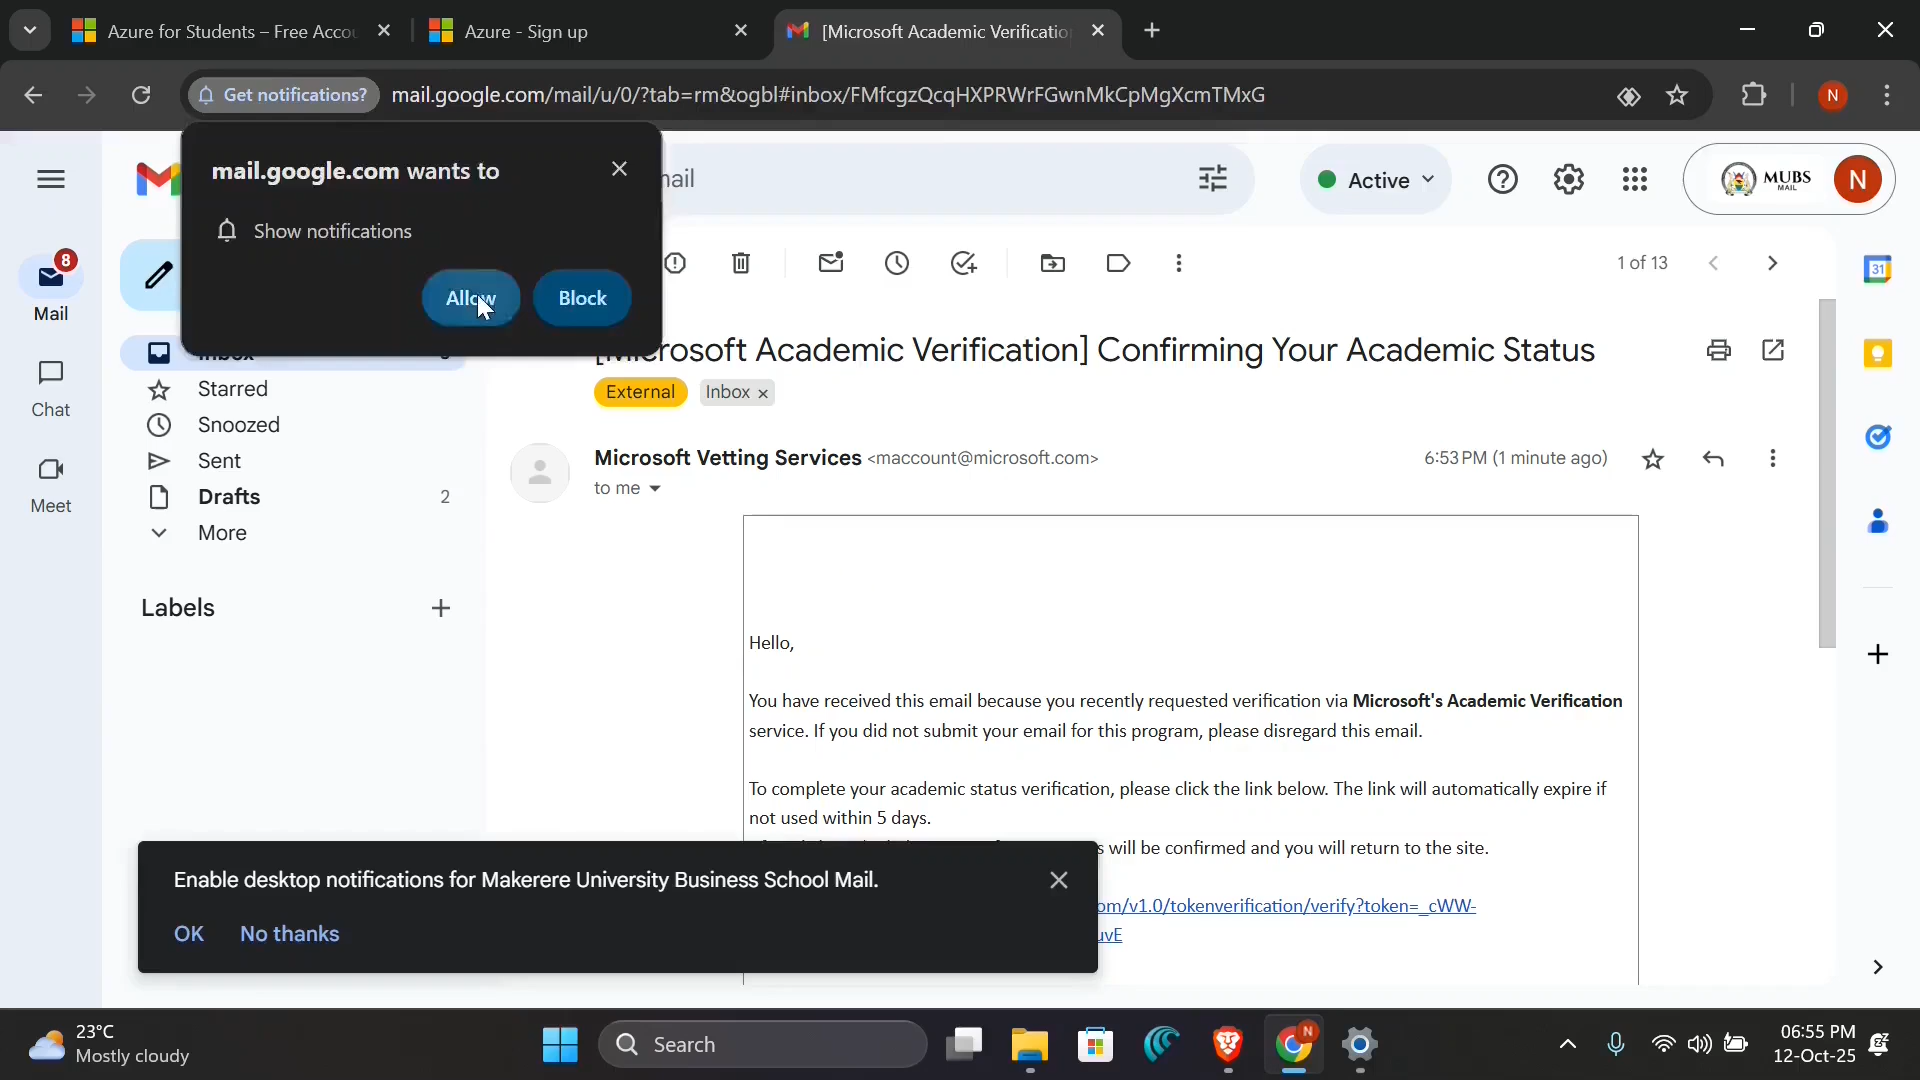 Azure for Students – Free Accou
Azure - Sign up
[Microsoft Academic Verificatio
Get notifications?
mail.google.com/mail/u/0/?tab=rm&ogbl#inbox/FMfcgzQcqHXPRWrFGwnMkCpMgXcmTMxG
N
mail.google.com wants to
Show notifications
Allow
Block
mail
Active
MUBS
MAIL
N
8
Mail
Chat
Meet
Inbox
Starred
Snoozed
Sent
Drafts 2
More
Labels
1 of 13
31
[Microsoft Academic Verification] Confirming Your Academic Status
External
Inbox
Microsoft Vetting Services <maccount@microsoft.com>
6:53 PM (1 minute ago)
to me
Hello,
You have received this email because you recently requested verification via Microsoft's Academic Verification
service. If you did not submit your email for this program, please disregard this email.
To complete your academic status verification, please click the link below. The link will automatically expire if
not used within 5 days.
s will be confirmed and you will return to the site.
om/v1.0/tokenverification/verify?token=_cWW-
uvE
Enable desktop notifications for Makerere University Business School Mail.
OK No thanks
23°C
Mostly cloudy
Search
N
06:55 PM
12-Oct-25